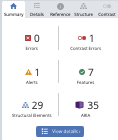 Summary Details Reference Structure Contrast
0 1
Errors Contrast Errors
1 7
Alerts Features
29 35
Structural Elements ARIA
View details ›